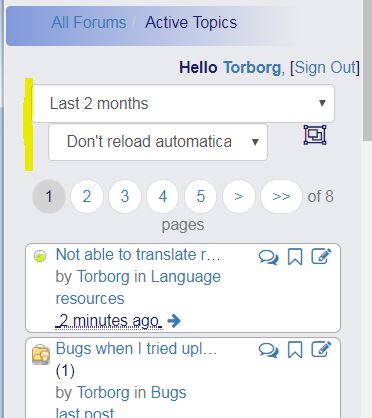 All Forums / Active Topics
Hello Torborg, [Sign Out]
Last 2 months
Don't reload automatica
1 2 3 4 5 > >> of 8
pages
Not able to translate r...
by Torborg in Language
resources
2 minutes ago
Bugs when I tried upl...
(1)
by Torborg in Bugs
last post